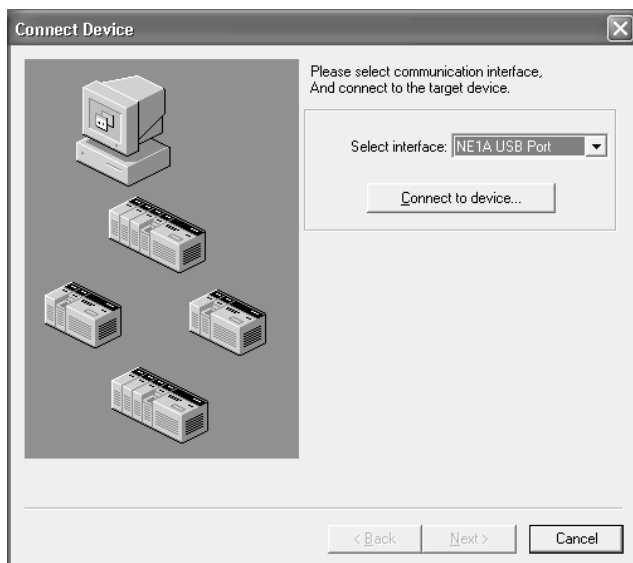 Connect Device
Please select communication interface,
And connect to the target device.
Select interface: NE1A USB Port
Connect to device...
< Back Next > Cancel